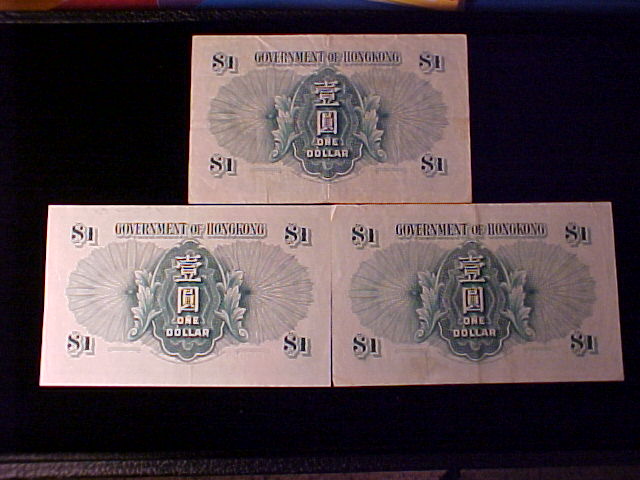 GOVERNMENT OF HONGKONG
$1 $1
壹
圓
ONE
DOLLAR
$1 $1
GOVERNMENT OF HONGKONG
$1 $1
壹
圓
ONE
DOLLAR
$1 $1
GOVERNMENT OF HONGKONG
$1 $1
壹
圓
ONE
DOLLAR
$1 $1